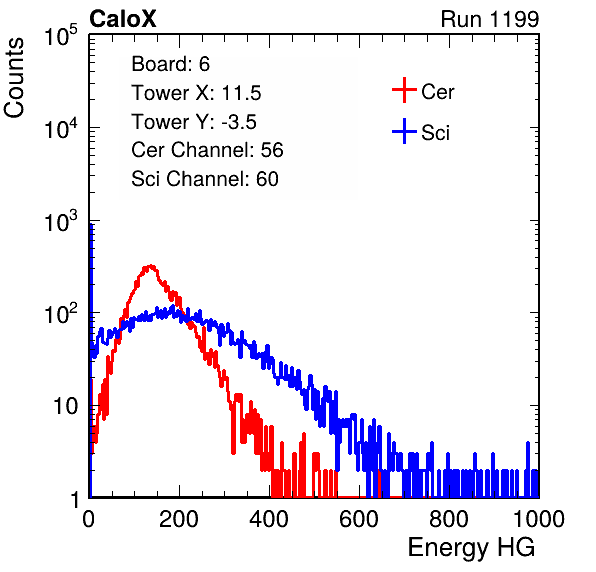 CaloX Run 1199
Counts
Board: 6
Tower X: 11.5
Tower Y: -3.5
Cer Channel: 56
Sci Channel: 60
Cer
Sci
10^5
10^4
10^3
10^2
10
1
0 200 400 600 800 1000
Energy HG